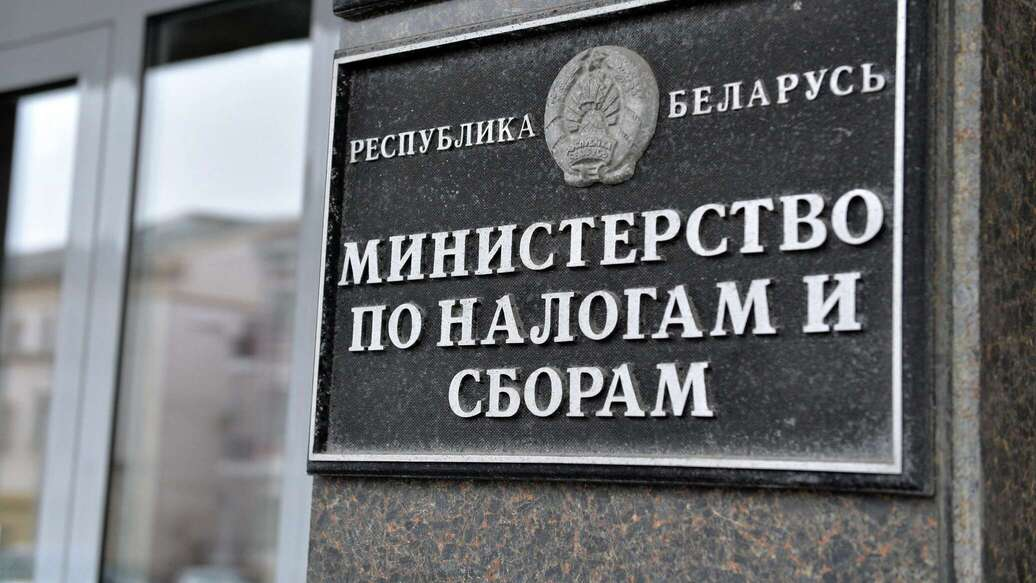 РЕСПУБЛИКА БЕЛАРУСЬ
МИНИСТЕРСТВО
ПО НАЛОГАМ И
СБОРАМ